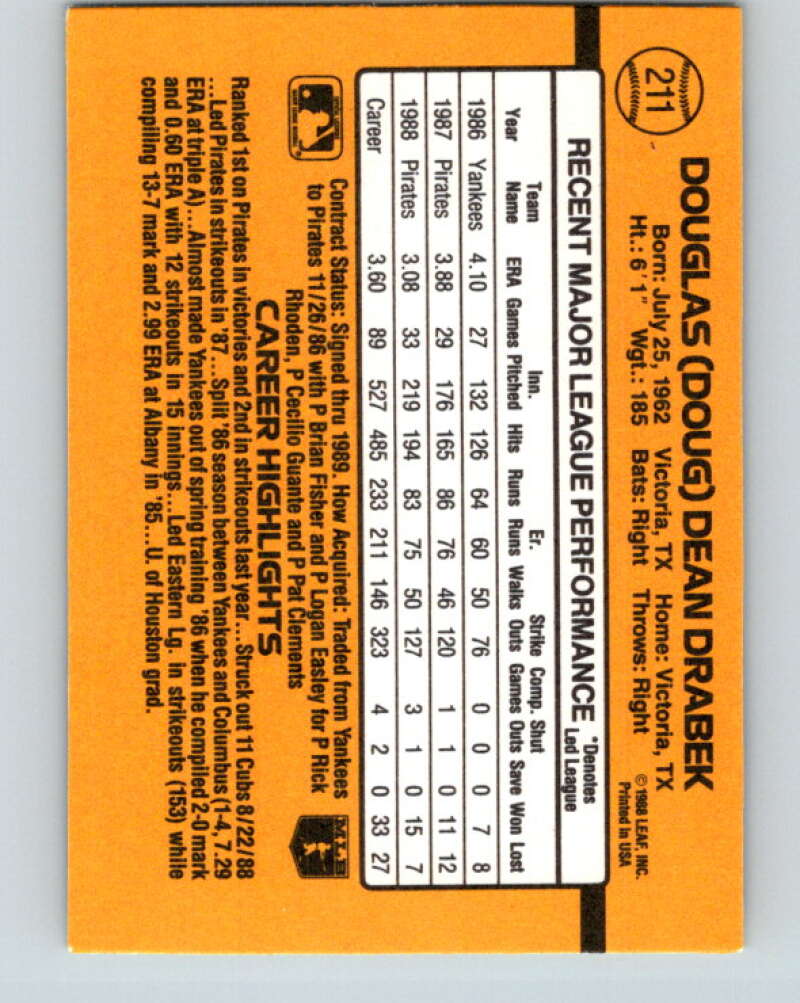 211
DOUGLAS (DOUG) DEAN DRABEK
Born: July 25, 1962 Victoria, TX Home: Victoria, TX
Ht.: 6' 1" Wgt.: 185 Bats: Right Throws: Right
© 1988 LEAF, INC.
Printed in USA
RECENT MAJOR LEAGUE PERFORMANCE
*Denotes
Led League
Team Inn. Er. Strike Comp. Shut
Year Name ERA Games Pitched Hits Runs Runs Walks Outs Games Outs Save Won Lost
1986 Yankees 4.10 27 132 126 64 60 50 76 0 0 0 7 8
1987 Pirates 3.88 29 176 165 86 76 46 120 1 1 0 11 12
1988 Pirates 3.08 33 219 194 83 75 50 127 3 1 0 15 7
Career 3.60 89 527 485 233 211 146 323 4 2 0 33 27
Contract Status: Signed thru 1989. How Acquired: Traded from Yankees
to Pirates 11/26/86 with P Brian Fisher and P Logan Easley for P Rick
Rhoden, P Cecilio Guante and P Pat Clements
MLB
CAREER HIGHLIGHTS
Ranked 1st on Pirates in victories and 2nd in strikeouts last year... Struck out 11 Cubs 8/22/88
...Led Pirates in strikeouts in '87... Split '86 season between Yankees and Columbus (1-4, 7.29
ERA at triple A)...Almost made Yankees out of spring training '86 when he compiled 2-0 mark
and 0.60 ERA with 12 strikeouts in 15 innings...Led Eastern Lg. in strikeouts (153) while
compiling 13-7 mark and 2.99 ERA at Albany in '85...U. of Houston grad.